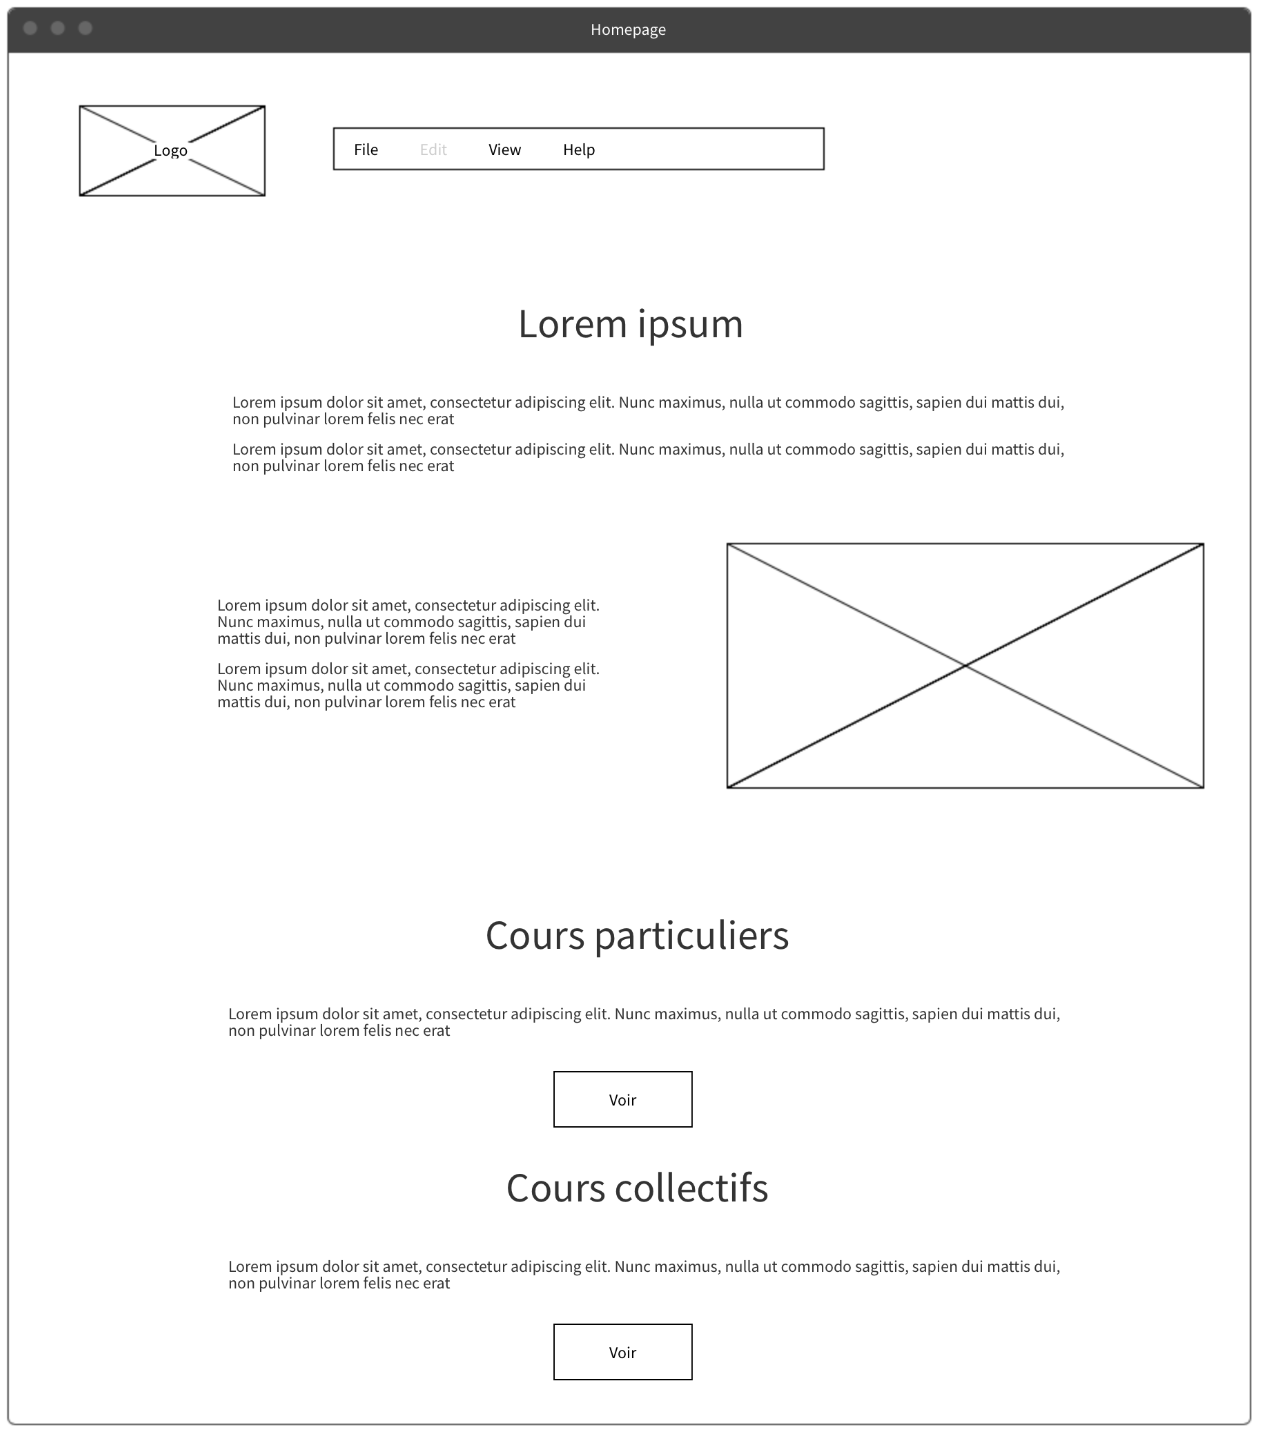 Homepage
Logo
File Edit View Help
Lorem ipsum
Lorem ipsum dolor sit amet, consectetur adipiscing elit. Nunc maximus, nulla ut commodo sagittis, sapien dui mattis dui,
non pulvinar lorem felis nec erat
Lorem ipsum dolor sit amet, consectetur adipiscing elit. Nunc maximus, nulla ut commodo sagittis, sapien dui mattis dui,
non pulvinar lorem felis nec erat
Lorem ipsum dolor sit amet, consectetur adipiscing elit.
Nunc maximus, nulla ut commodo sagittis, sapien dui
mattis dui, non pulvinar lorem felis nec erat
Lorem ipsum dolor sit amet, consectetur adipiscing elit.
Nunc maximus, nulla ut commodo sagittis, sapien dui
mattis dui, non pulvinar lorem felis nec erat
Cours particuliers
Lorem ipsum dolor sit amet, consectetur adipiscing elit. Nunc maximus, nulla ut commodo sagittis, sapien dui mattis dui,
non pulvinar lorem felis nec erat
Voir
Cours collectifs
Lorem ipsum dolor sit amet, consectetur adipiscing elit. Nunc maximus, nulla ut commodo sagittis, sapien dui mattis dui,
non pulvinar lorem felis nec erat
Voir